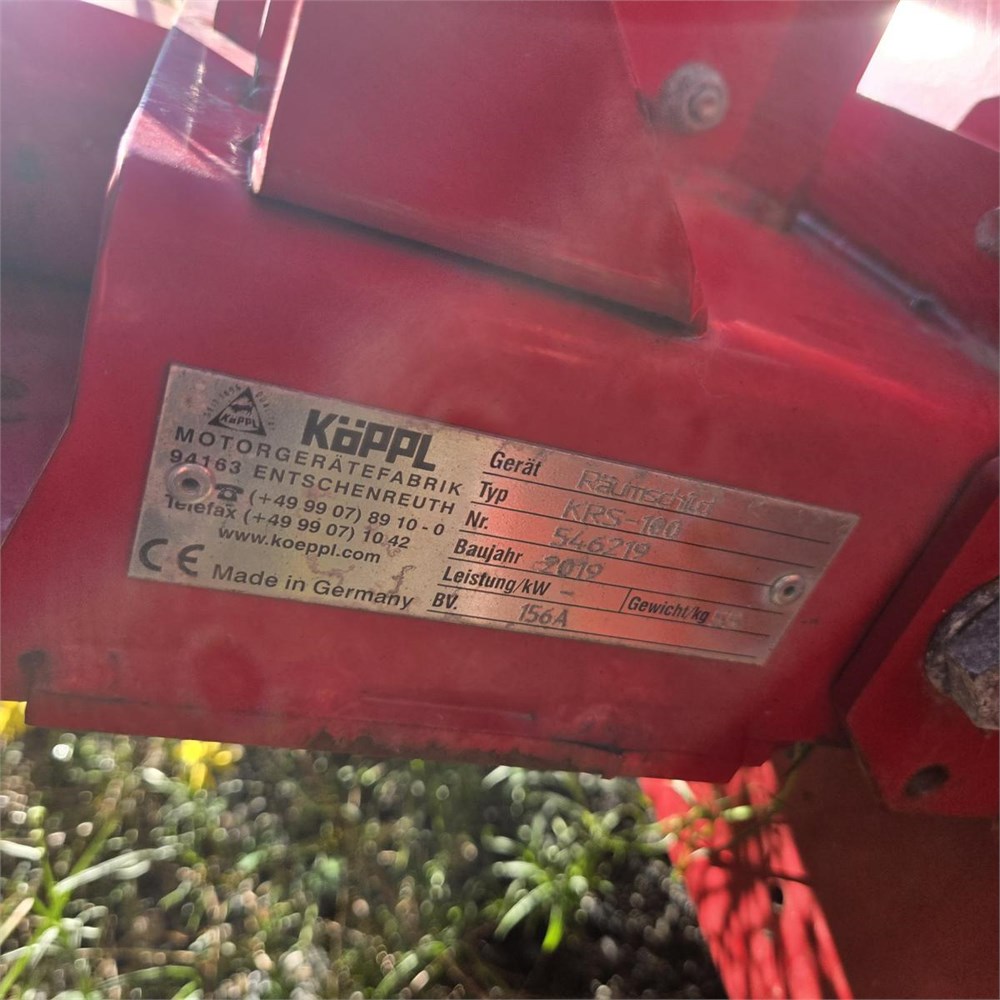 KöPPL
KöPPL
MOTORGERÄTEFABRIK
94163 ENTSCHENREUTH
☎ (+49 99 07) 89 10 - 0
Telefax (+49 99 07) 10 42
www.koeppl.com
CE Made in Germany
Gerät Räumschild
Typ KRS-100
Nr. 546219
Baujahr 2019
Leistung/kW - Gewicht/kg
BV. 156A